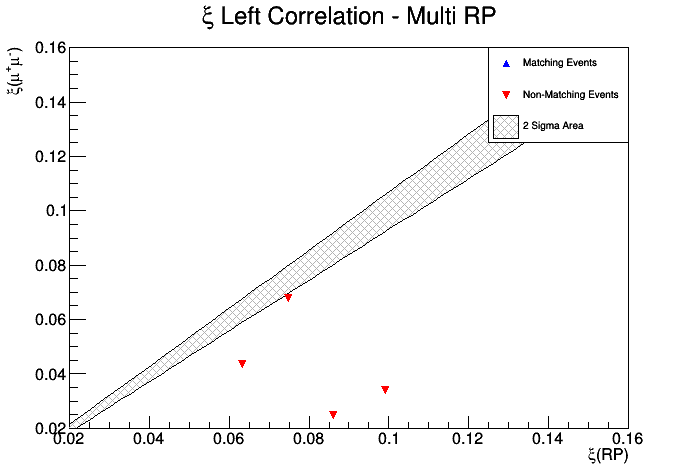 ξ Left Correlation - Multi RP
ξ(μ⁺μ⁻)
0.16
0.14
0.12
0.1
0.08
0.06
0.04
0.02
Matching Events
Non-Matching Events
2 Sigma Area
0.02 0.04 0.06 0.08 0.1 0.12 0.14 0.16
ξ(RP)